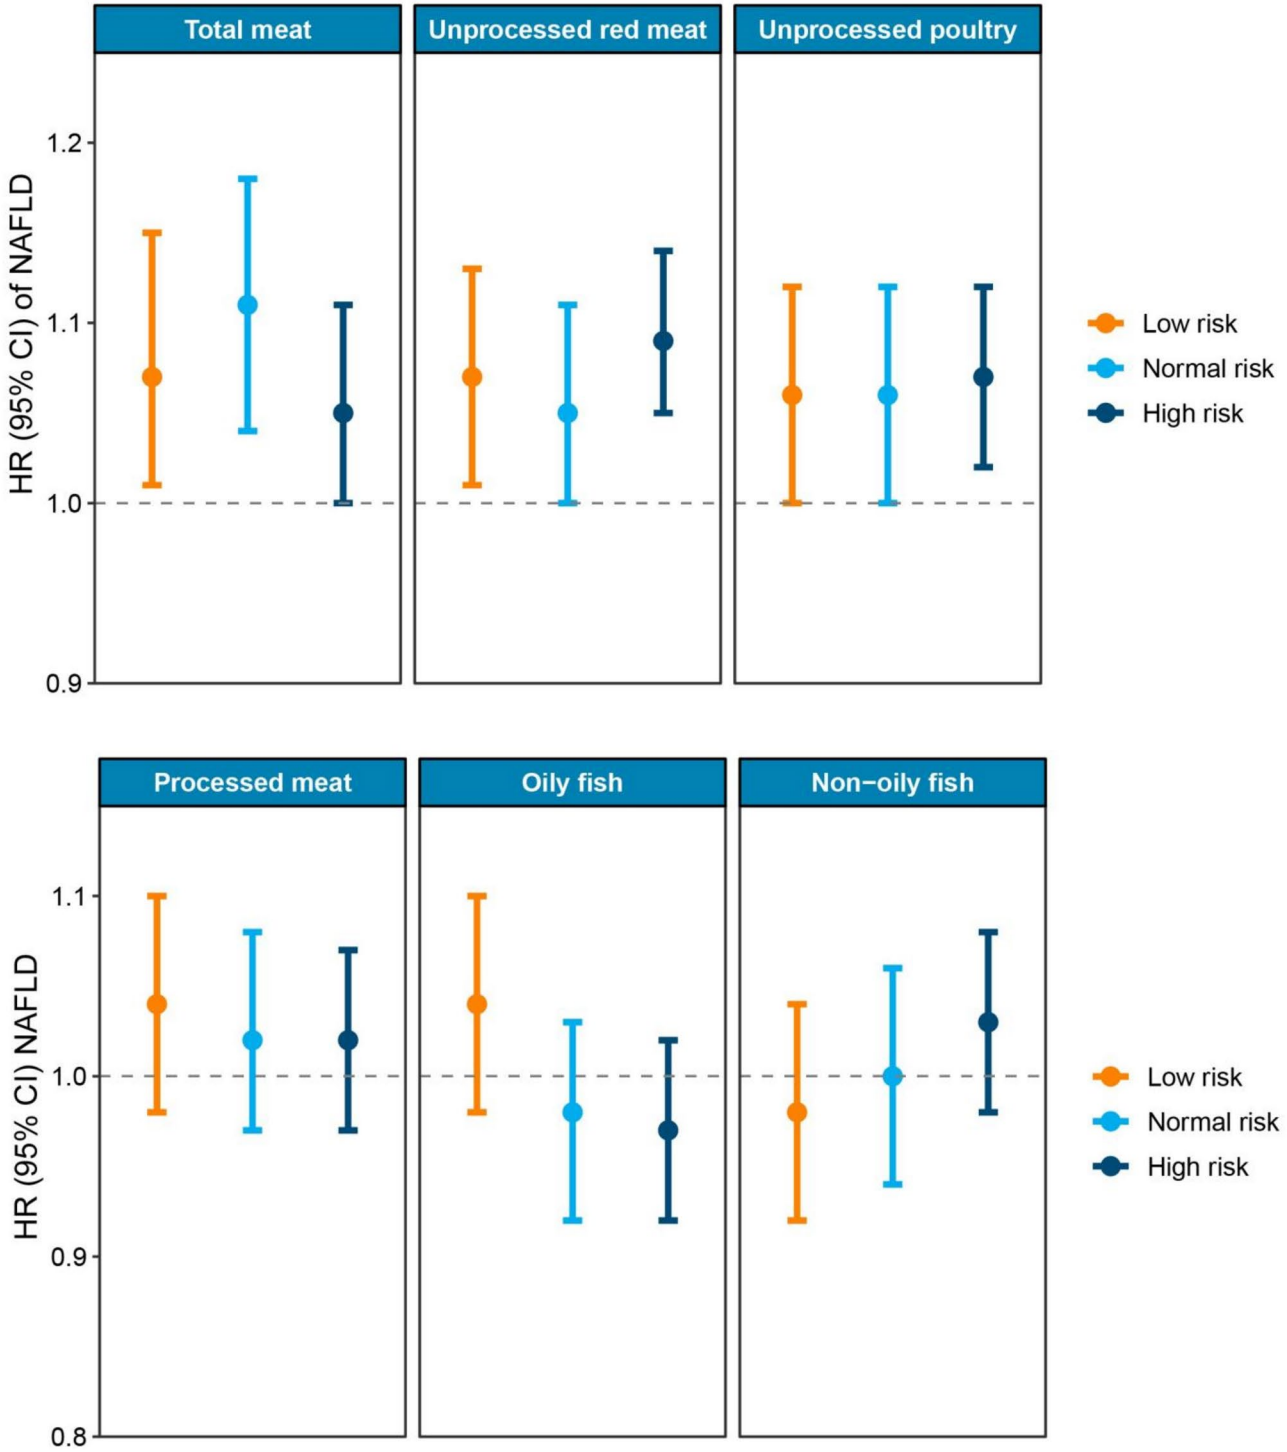 Total meat
Unprocessed red meat
Unprocessed poultry
HR (95% CI) of NAFLD
1.2
1.1
1.0
0.9
Low risk
Normal risk
High risk
Processed meat
Oily fish
Non−oily fish
HR (95% CI) NAFLD
1.1
1.0
0.9
0.8
Low risk
Normal risk
High risk